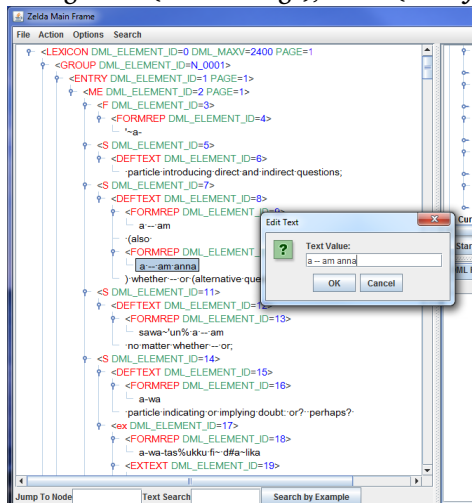 Zelda Main Frame
File Action Options Search
<LEXICON DML_ELEMENT_ID=0 DML_MAXV=2400 PAGE=1
<GROUP DML_ELEMENT_ID=N_0001>
<ENTRY DML_ELEMENT_ID=1 PAGE=1>
<ME DML_ELEMENT_ID=2 PAGE=1>
<F DML_ELEMENT_ID=3>
<FORMREP DML_ELEMENT_ID=4>
'~a-
<S DML_ELEMENT_ID=5>
<DEFTEXT DML_ELEMENT_ID=6>
·particle·introducing·direct·and·indirect·questions;
<S DML_ELEMENT_ID=7>
<DEFTEXT DML_ELEMENT_ID=8>
<FORMREP DML_ELEMENT_ID=9>
a·--·am
·(also·
<FORMREP DML_ELEMENT_ID
a·--·am·anna
·)·whether·--·or·(alternative·que
<S DML_ELEMENT_ID=11>
<DEFTEXT DML_ELEMENT_ID=12>
<FORMREP DML_ELEMENT_ID=13>
sawa~'un%·a·--·am
·no·matter·whether·--·or;
<S DML_ELEMENT_ID=14>
<DEFTEXT DML_ELEMENT_ID=15>
<FORMREP DML_ELEMENT_ID=16>
a-wa
·particle·indicating·or·implying·doubt:·or?··perhaps?·
<ex DML_ELEMENT_ID=17>
<FORMREP DML_ELEMENT_ID=18>
a-wa-tas%ukku·fi~·d#a~lika
<EXTEXT DML_ELEMENT_ID=19>
Jump To Node Text Search Search by Example
Edit Text
Text Value:
a -- am anna
OK Cancel
Cur
Star